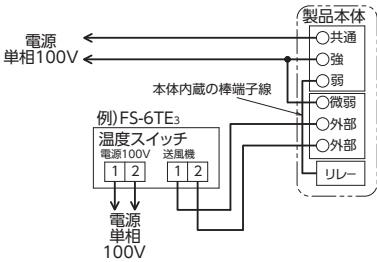 製品本体
電源
単相100V
共通
強
弱
本体内蔵の棒端子線
微弱
外部
外部
リレー
例)FS-6TE3
温度スイッチ
電源100V 送風機
1 2 1 2
電源
単相
100V